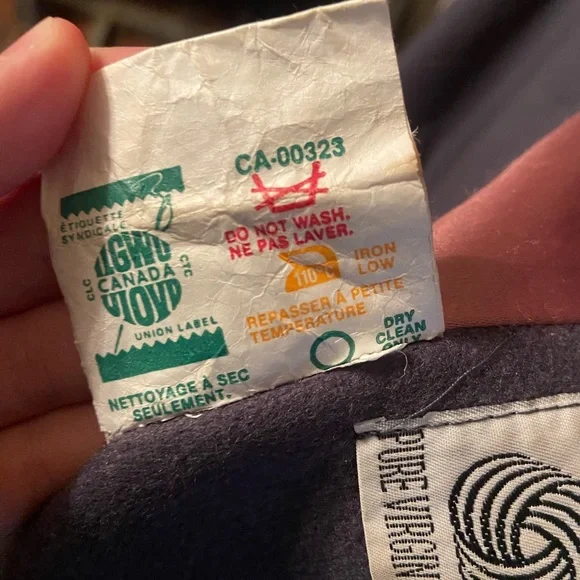 CA-00323
DO NOT WASH.
NE PAS LAVER.
110°C
IRON
LOW
REPASSER À PETITE
TEMPÉRATURE
DRY
CLEAN
ONLY
ÉTIQUETTE
SYNDICALE
ILGWU
CANADA
UTOVD
CLC
CTC
UNION LABEL
NETTOYAGE À SEC
SEULEMENT.
PURE VIRGIN